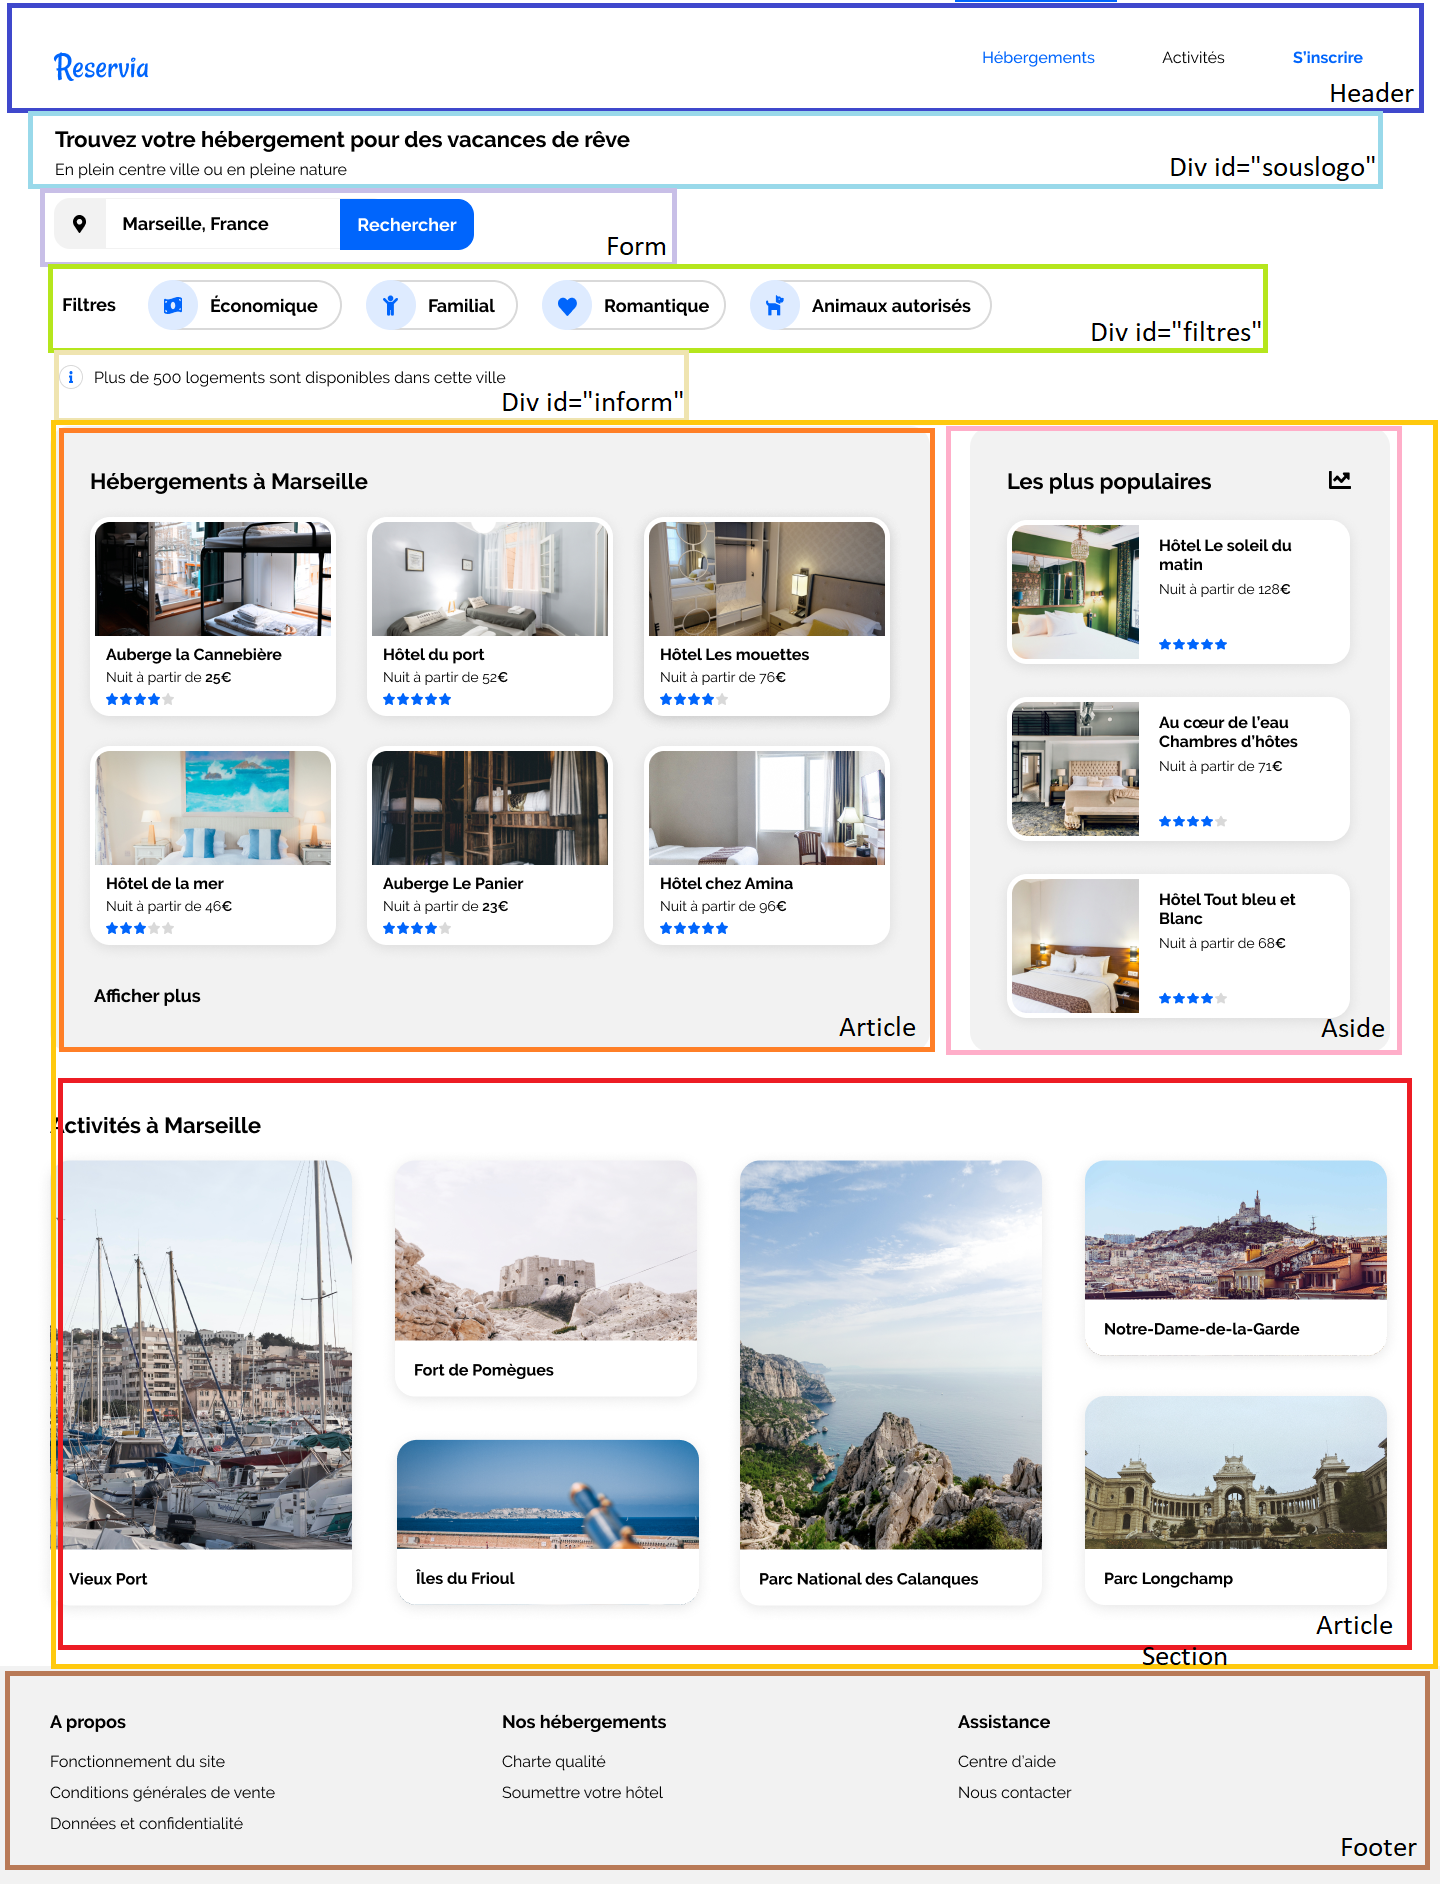 Reservia
Hébergements
Activités
S'inscrire
Header
Trouvez votre hébergement pour des vacances de rêve
En plein centre ville ou en pleine nature
Div id="souslogo"
Marseille, France
Rechercher
Form
Filtres
Économique
Familial
Romantique
Animaux autorisés
Div id="filtres"
Plus de 500 logements sont disponibles dans cette ville
Div id="inform"
Hébergements à Marseille
Auberge la Cannebière
Nuit à partir de 25€
Hôtel du port
Nuit à partir de 52€
Hôtel Les mouettes
Nuit à partir de 76€
Hôtel de la mer
Nuit à partir de 46€
Auberge Le Panier
Nuit à partir de 23€
Hôtel chez Amina
Nuit à partir de 96€
Afficher plus
Article
Les plus populaires
Hôtel Le soleil du
matin
Nuit à partir de 128€
Au cœur de l'eau
Chambres d'hôtes
Nuit à partir de 71€
Hôtel Tout bleu et
Blanc
Nuit à partir de 68€
Aside
Activités à Marseille
Vieux Port
Fort de Pomègues
Îles du Frioul
Parc National des Calanques
Notre-Dame-de-la-Garde
Parc Longchamp
Article
Section
A propos
Fonctionnement du site
Conditions générales de vente
Données et confidentialité
Nos hébergements
Charte qualité
Soumettre votre hôtel
Assistance
Centre d'aide
Nous contacter
Footer